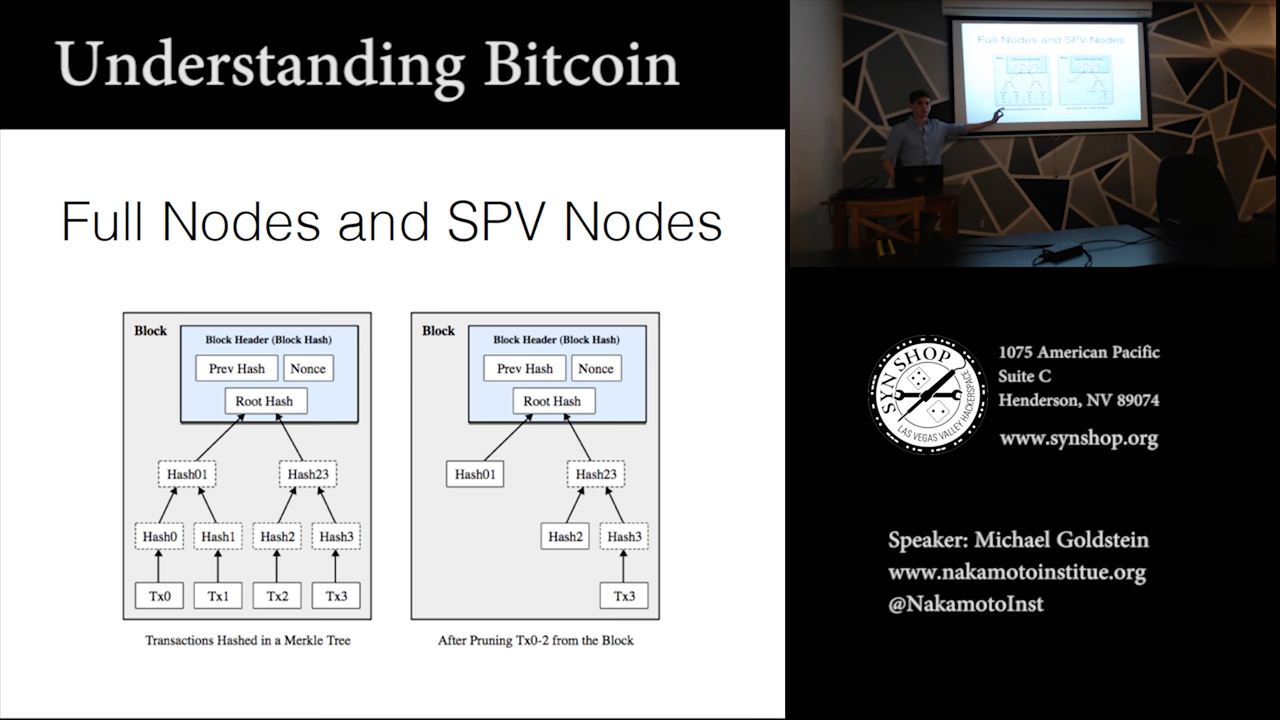 Understanding Bitcoin
Full Nodes and SPV Nodes
Block
Block Header (Block Hash)
Prev Hash
Nonce
Root Hash
Hash01
Hash23
Hash0
Hash1
Hash2
Hash3
Tx0
Tx1
Tx2
Tx3
Transactions Hashed in a Merkle Tree
Block
Block Header (Block Hash)
Prev Hash
Nonce
Root Hash
Hash01
Hash23
Hash2
Hash3
Tx3
After Pruning Tx0-2 from the Block
Full Nodes and SPV Nodes
SYN SHOP
LAS VEGAS VALLEY HACKERSPACE
1075 American Pacific
Suite C
Henderson, NV 89074
www.synshop.org
Speaker: Michael Goldstein
www.nakamotoinstitue.org
@NakamotoInst